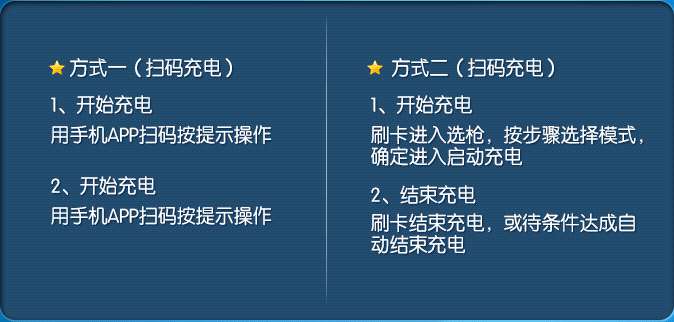 方式一（扫码充电）
1、开始充电
用手机APP扫码按提示操作
2、开始充电
用手机APP扫码按提示操作
方式二（扫码充电）
1、开始充电
刷卡进入选枪，按步骤选择模式，
确定进入启动充电
2、结束充电
刷卡结束充电，或待条件达成自
动结束充电